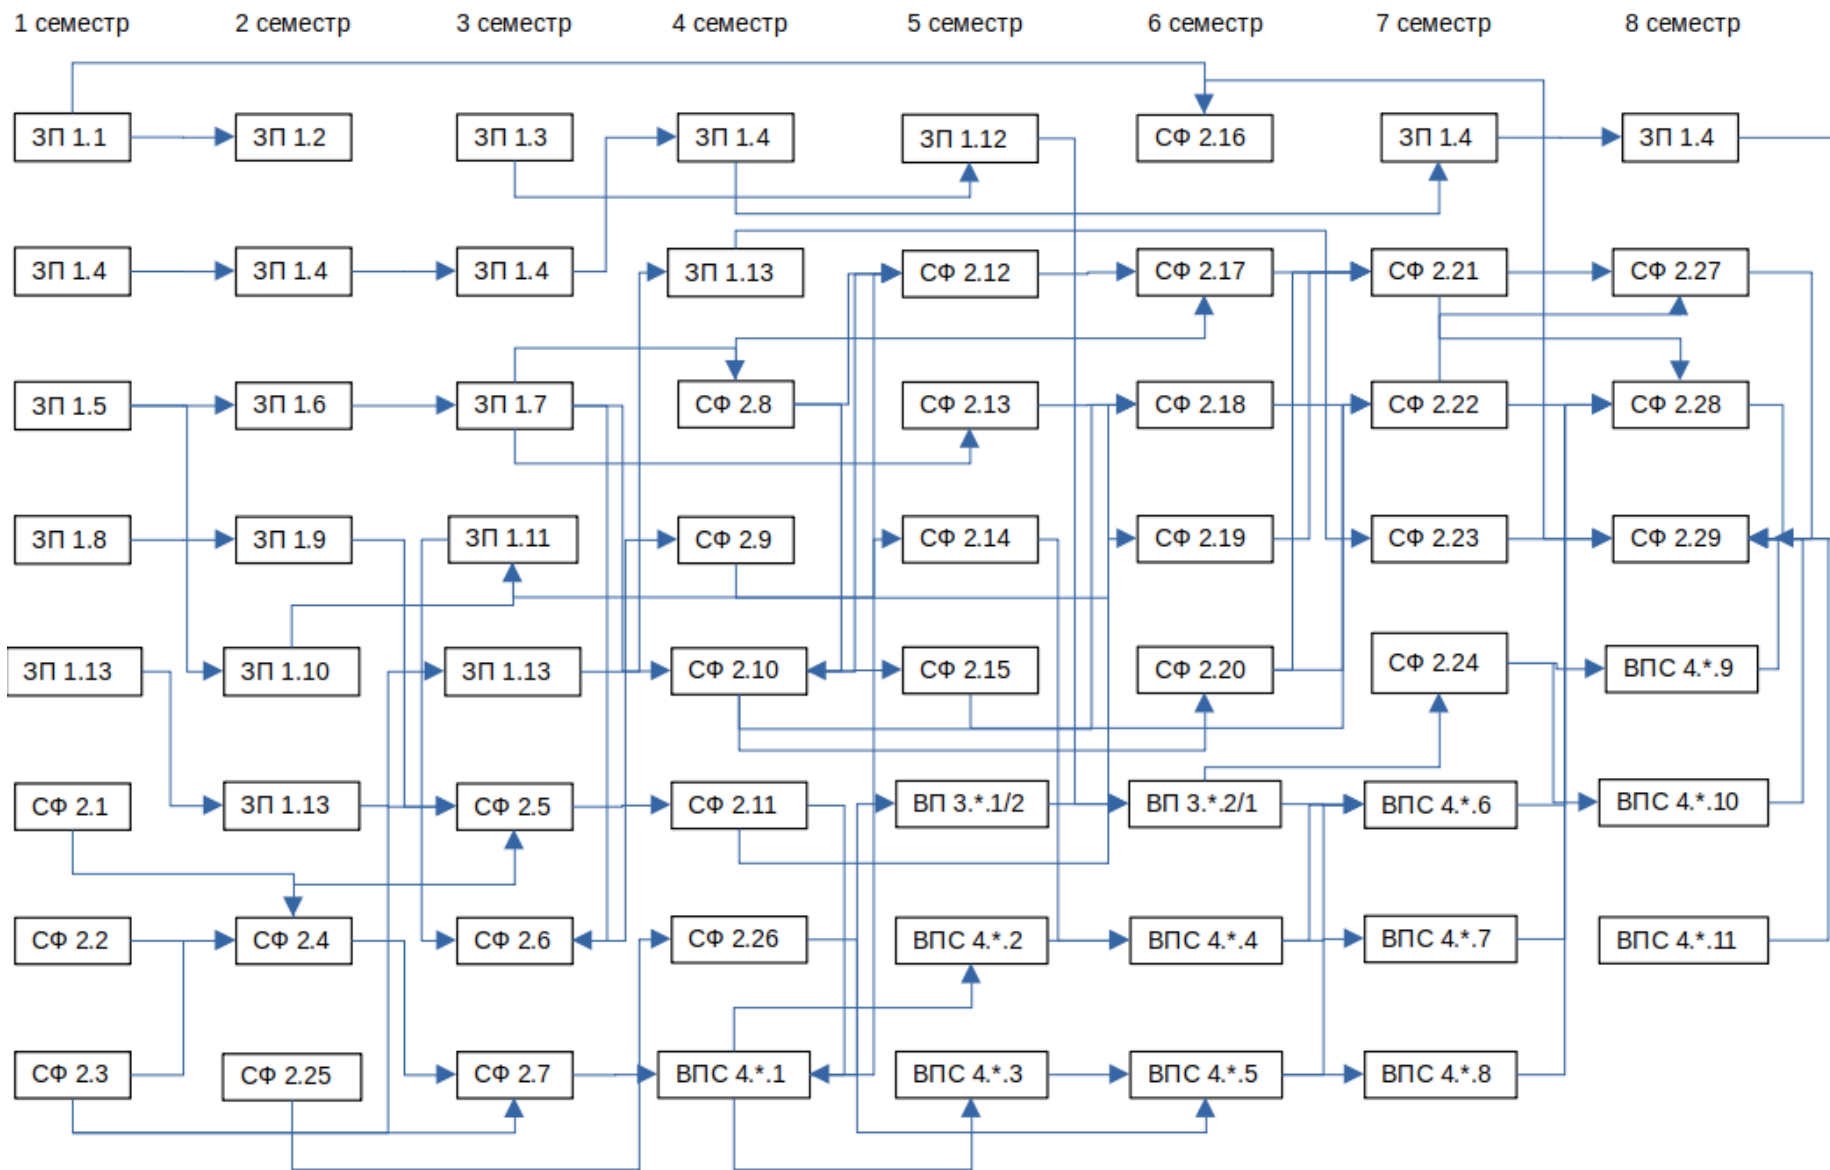 1 семестр 2 семестр 3 семестр 4 семестр 5 семестр 6 семестр 7 семестр 8 семестр
ЗП 1.1 ЗП 1.2 ЗП 1.3 ЗП 1.4 ЗП 1.12 СФ 2.16 ЗП 1.4 ЗП 1.4
ЗП 1.4 ЗП 1.4 ЗП 1.4 ЗП 1.13 СФ 2.12 СФ 2.17 СФ 2.21 СФ 2.27
ЗП 1.5 ЗП 1.6 ЗП 1.7 СФ 2.8 СФ 2.13 СФ 2.18 СФ 2.22 СФ 2.28
ЗП 1.8 ЗП 1.9 ЗП 1.11 СФ 2.9 СФ 2.14 СФ 2.19 СФ 2.23 СФ 2.29
ЗП 1.13 ЗП 1.10 ЗП 1.13 СФ 2.10 СФ 2.15 СФ 2.20 СФ 2.24 ВПС 4.*.9
СФ 2.1 ЗП 1.13 СФ 2.5 СФ 2.11 ВП 3.*.1/2 ВП 3.*.2/1 ВПС 4.*.6 ВПС 4.*.10
СФ 2.2 СФ 2.4 СФ 2.6 СФ 2.26 ВПС 4.*.2 ВПС 4.*.4 ВПС 4.*.7 ВПС 4.*.11
СФ 2.3 СФ 2.25 СФ 2.7 ВПС 4.*.1 ВПС 4.*.3 ВПС 4.*.5 ВПС 4.*.8